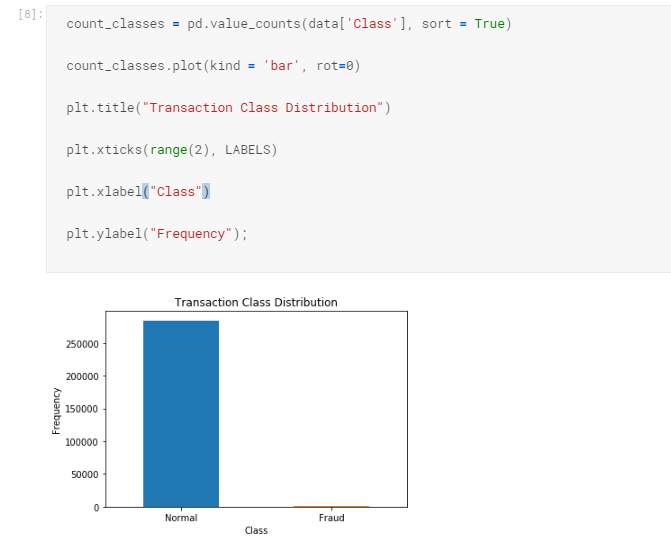 [8]:
count_classes = pd.value_counts(data['Class'], sort = True)
count_classes.plot(kind = 'bar', rot=0)
plt.title("Transaction Class Distribution")
plt.xticks(range(2), LABELS)
plt.xlabel("Class")
plt.ylabel("Frequency");
Transaction Class Distribution
250000
200000
150000
100000
50000
0
Frequency
Normal Fraud
Class